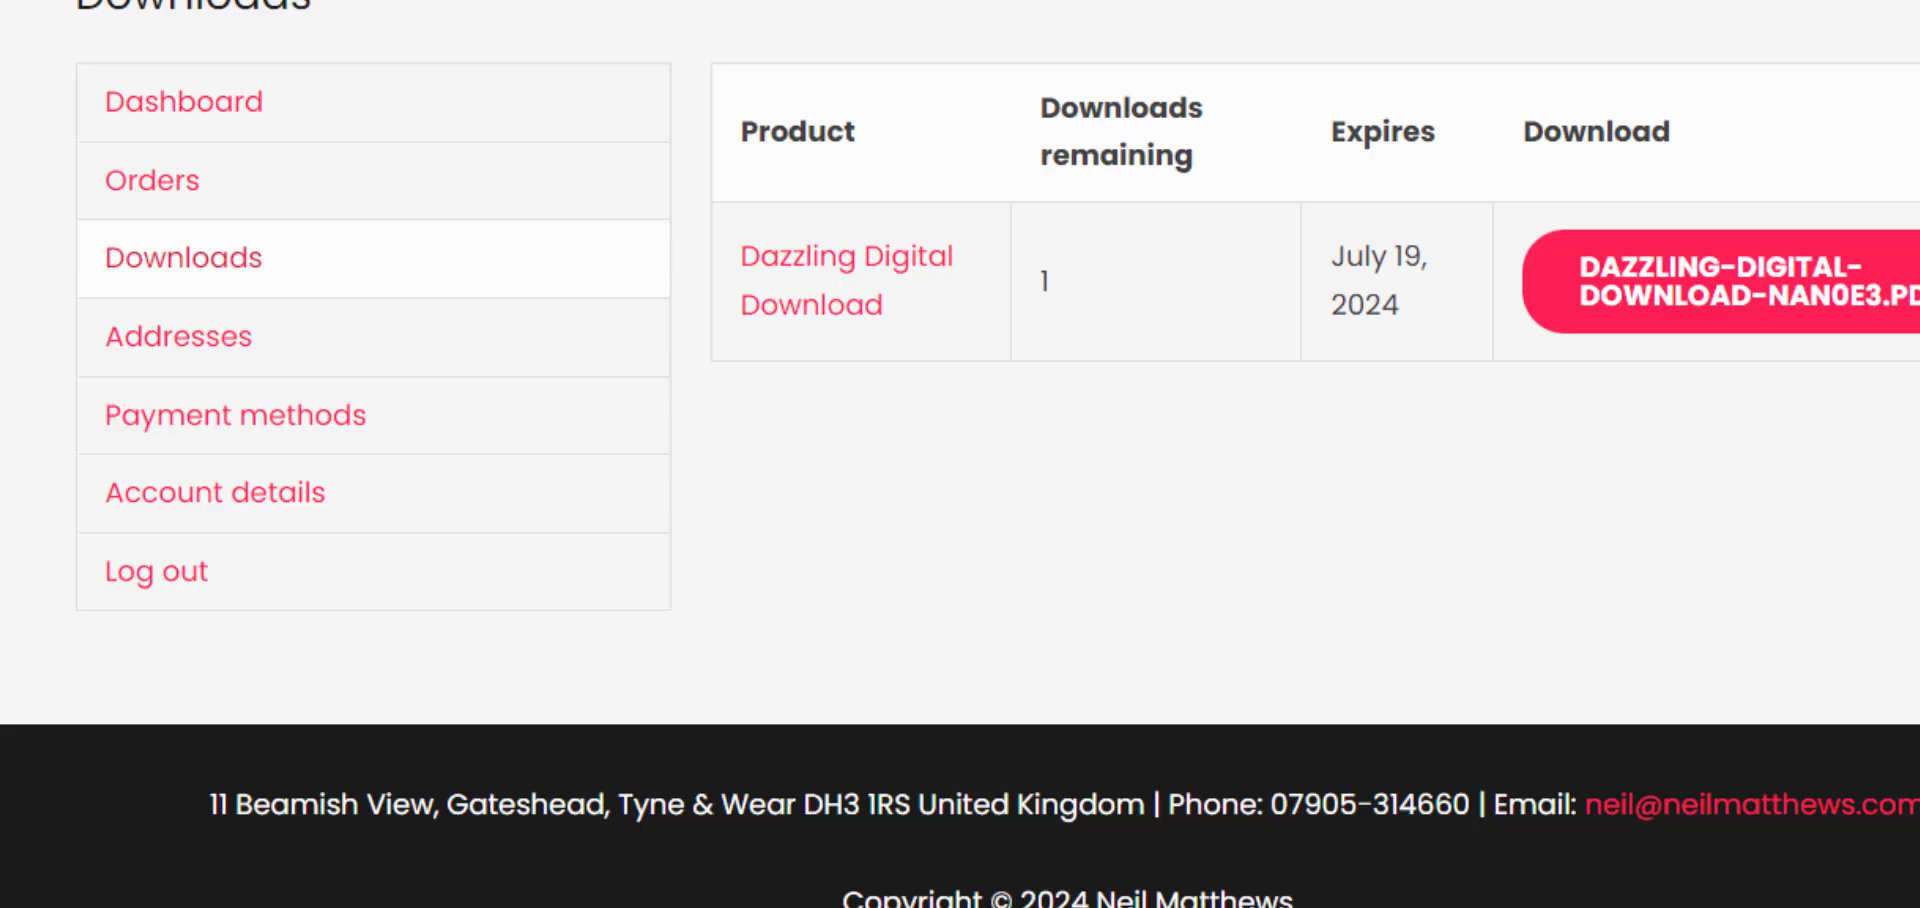 Downloads
Dashboard
Orders
Downloads
Addresses
Payment methods
Account details
Log out
Product
Downloads
remaining
Expires
Download
Dazzling Digital
Download
1
July 19,
2024
DAZZLING-DIGITAL-
DOWNLOAD-NAN0E3.PD
11 Beamish View, Gateshead, Tyne & Wear DH3 1RS United Kingdom | Phone: 07905-314660 | Email: neil@neilmatthews.com
Copyright © 2024 Neil Matthews